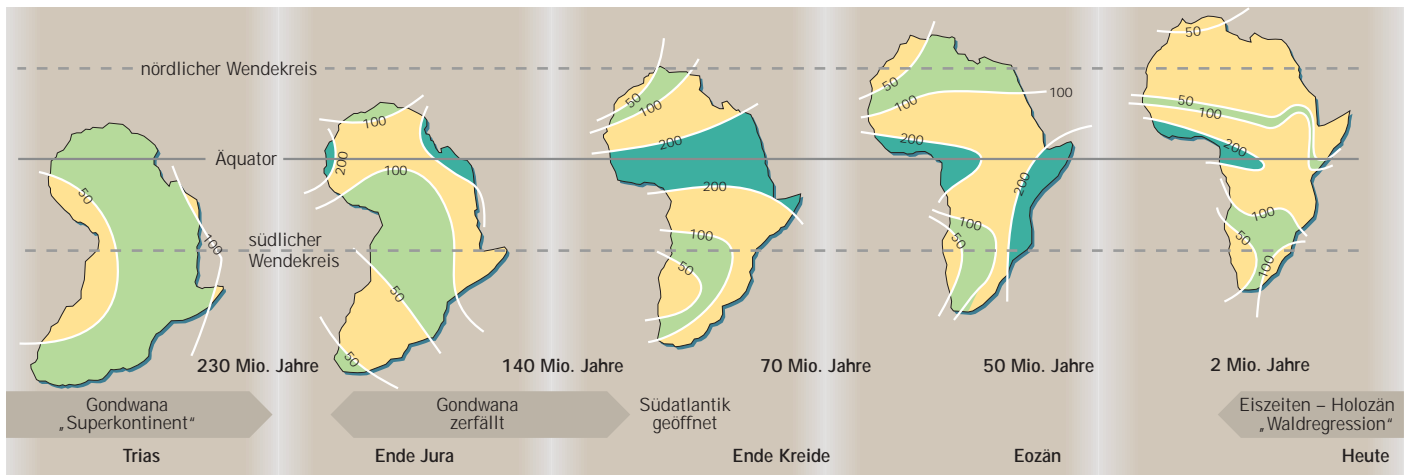 nördlicher Wendekreis
Äquator
südlicher
Wendekreis
50
100
100
200
100
50
50
50
100
200
200
100
50
50
100
100
200
200
100
50
50
50
100
200
100
50
100
230 Mio. Jahre
140 Mio. Jahre
70 Mio. Jahre
50 Mio. Jahre
2 Mio. Jahre
Gondwana
„Superkontinent“
Gondwana
zerfällt
Südatlantik
geöffnet
Eiszeiten – Holozän
„Waldregression“
Trias
Ende Jura
Ende Kreide
Eozän
Heute